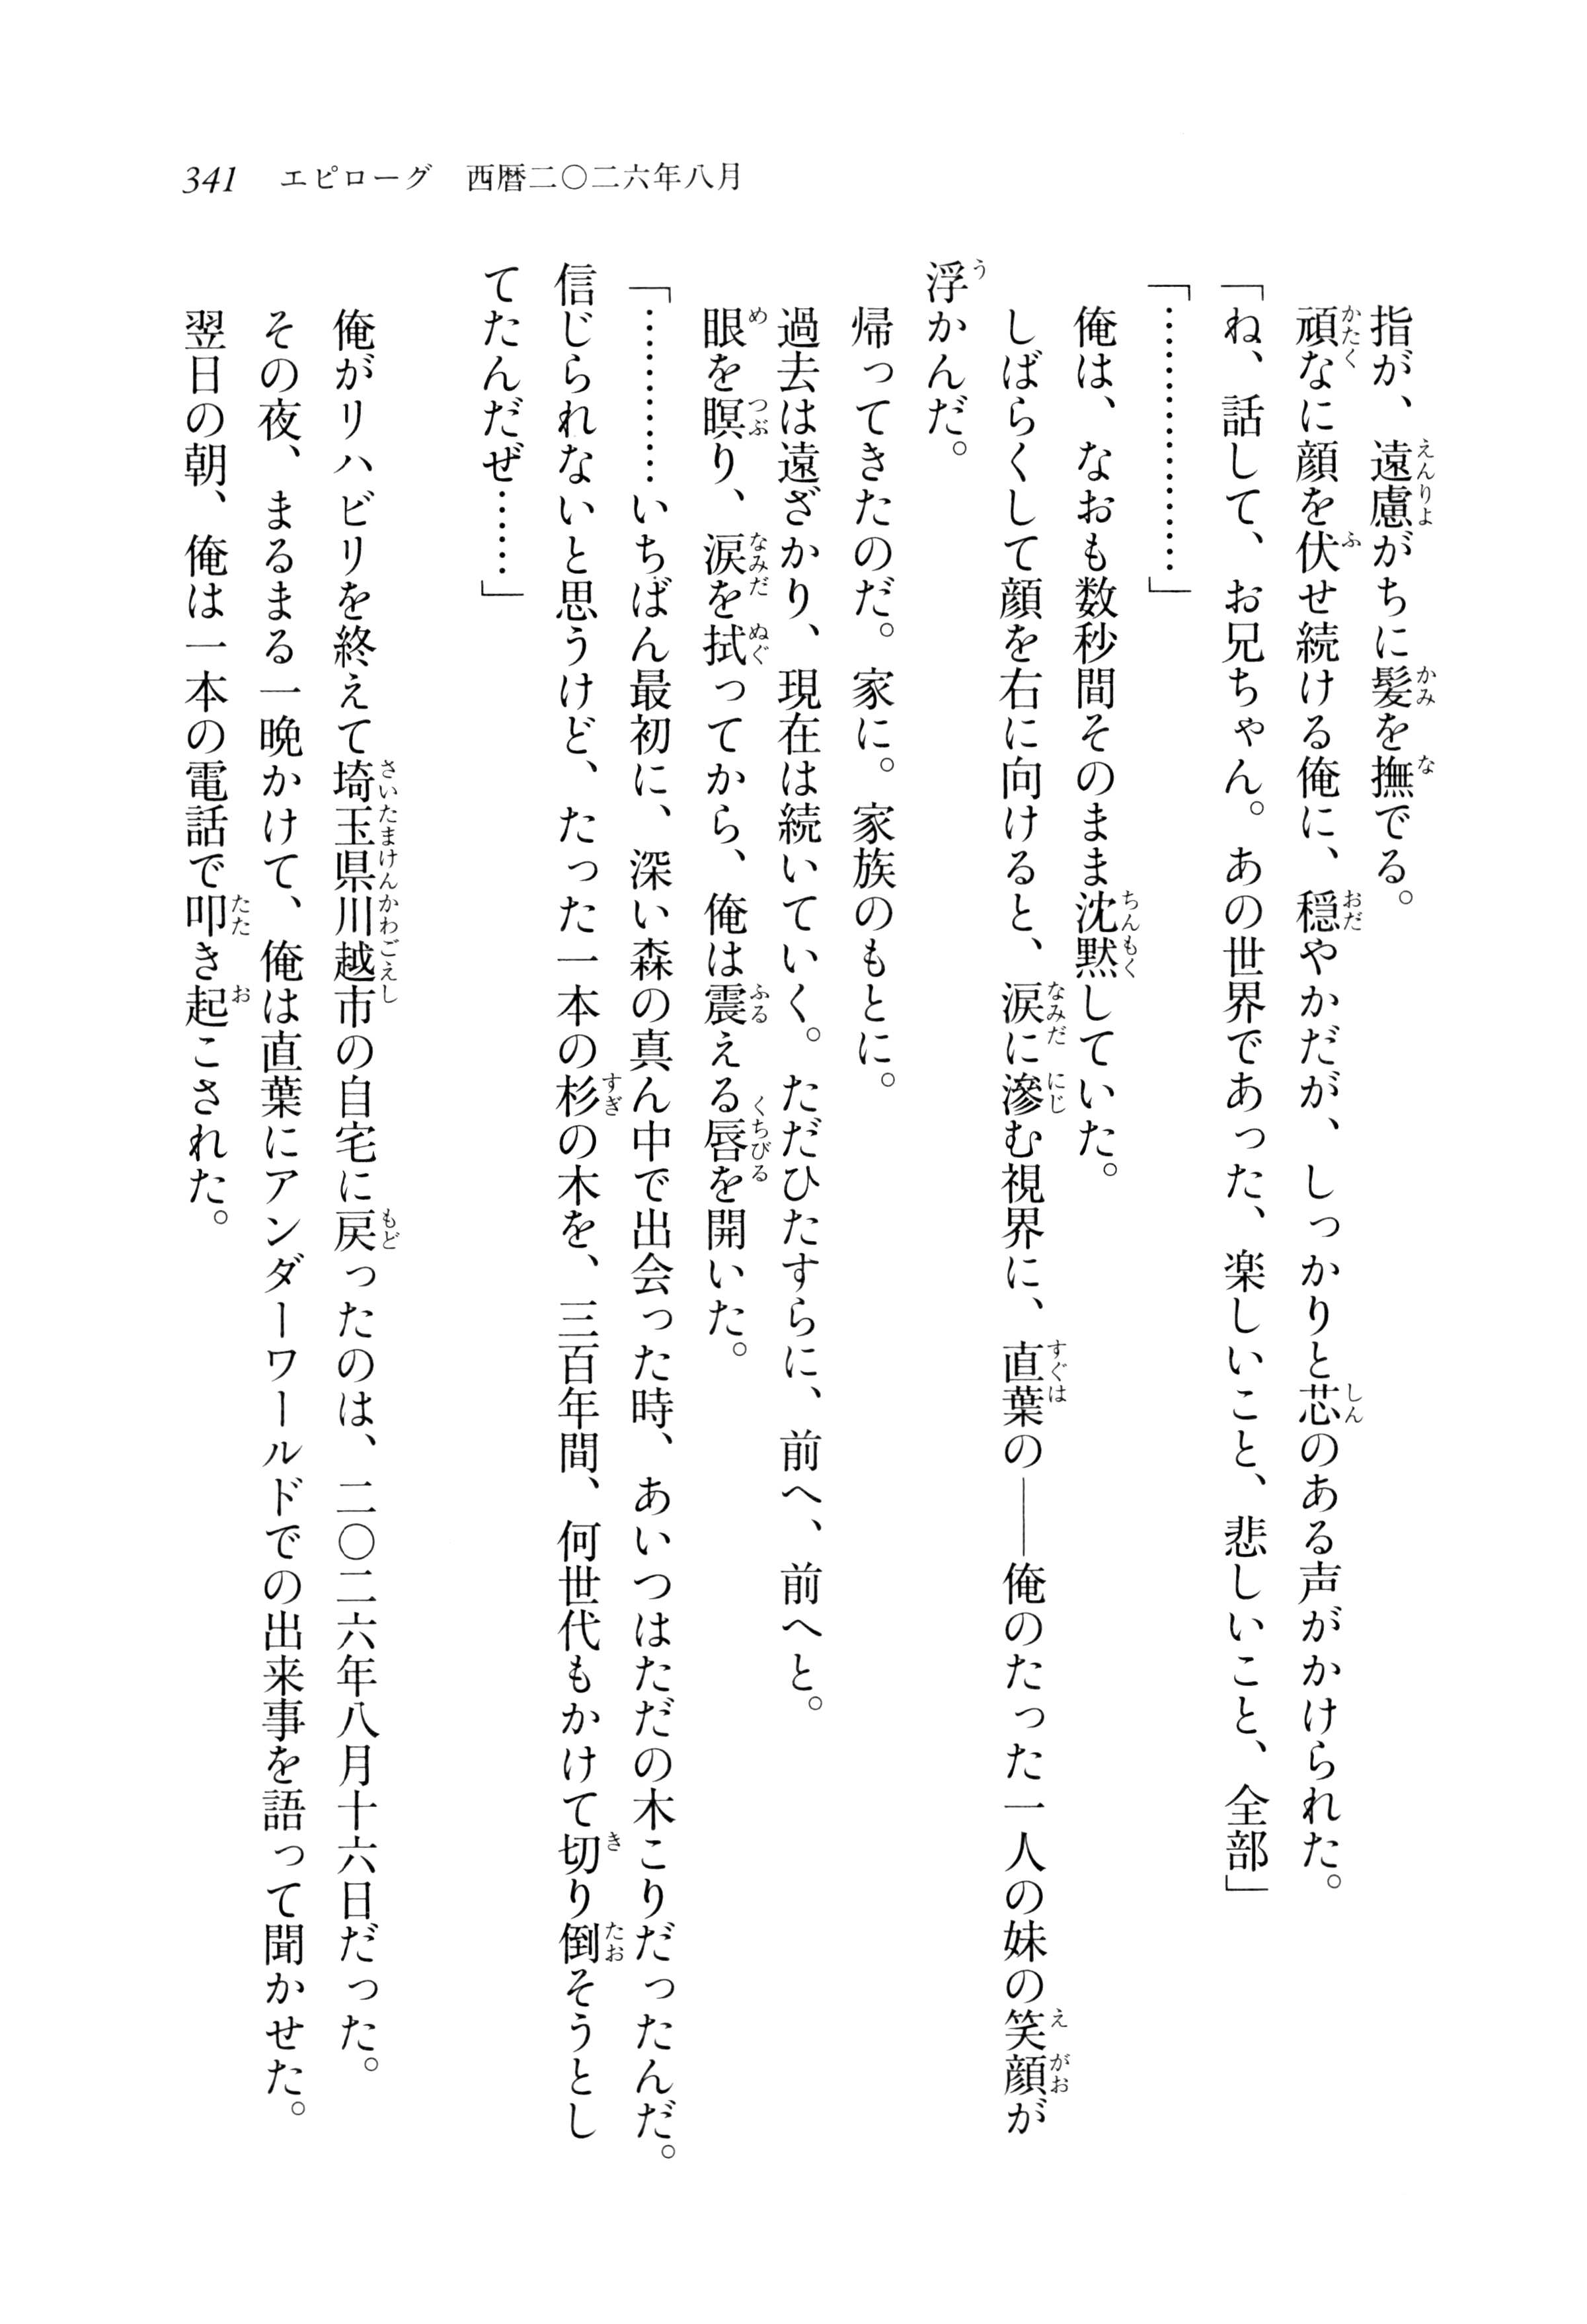 341　エピローグ　西暦二〇二六年八月
指が、遠慮がちに髪を撫でる。
頑なに顔を伏せ続ける俺に、穏やかだが、しっかりと芯のある声がかけられた。
「ね、話して、お兄ちゃん。あの世界であった、楽しいこと、悲しいこと、全部」
「………………」
俺は、なおも数秒間そのまま沈黙していた。
しばらくして顔を右に向けると、涙に滲む視界に、直葉の――俺のたった一人の妹の笑顔が
浮かんだ。
帰ってきたのだ。家に。家族のもとに。
過去は遠ざかり、現在は続いていく。ただひたすらに、前へ、前へと。
眼を瞑り、涙を拭ってから、俺は震える唇を開いた。
「…………いちばん最初に、深い森の真ん中で出会った時、あいつはただの木こりだったんだ。
信じられないと思うけど、たった一本の杉の木を、三百年間、何世代もかけて切り倒そうとし
てたんだぜ……」
俺がリハビリを終えて埼玉県川越市の自宅に戻ったのは、二〇二六年八月十六日だった。
その夜、まるまる一晩かけて、俺は直葉にアンダーワールドでの出来事を語って聞かせた。
翌日の朝、俺は一本の電話で叩き起こされた。